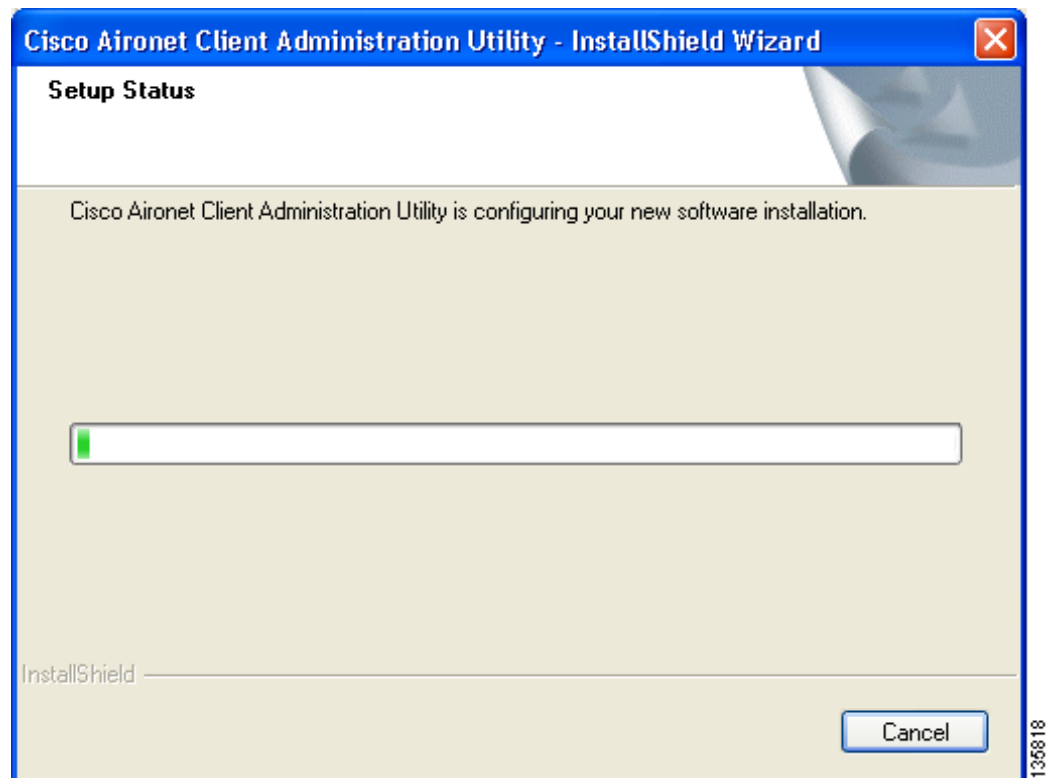 Cisco Aironet Client Administration Utility - InstallShield Wizard
Setup Status
Cisco Aironet Client Administration Utility is configuring your new software installation.
InstallShield
Cancel
135818